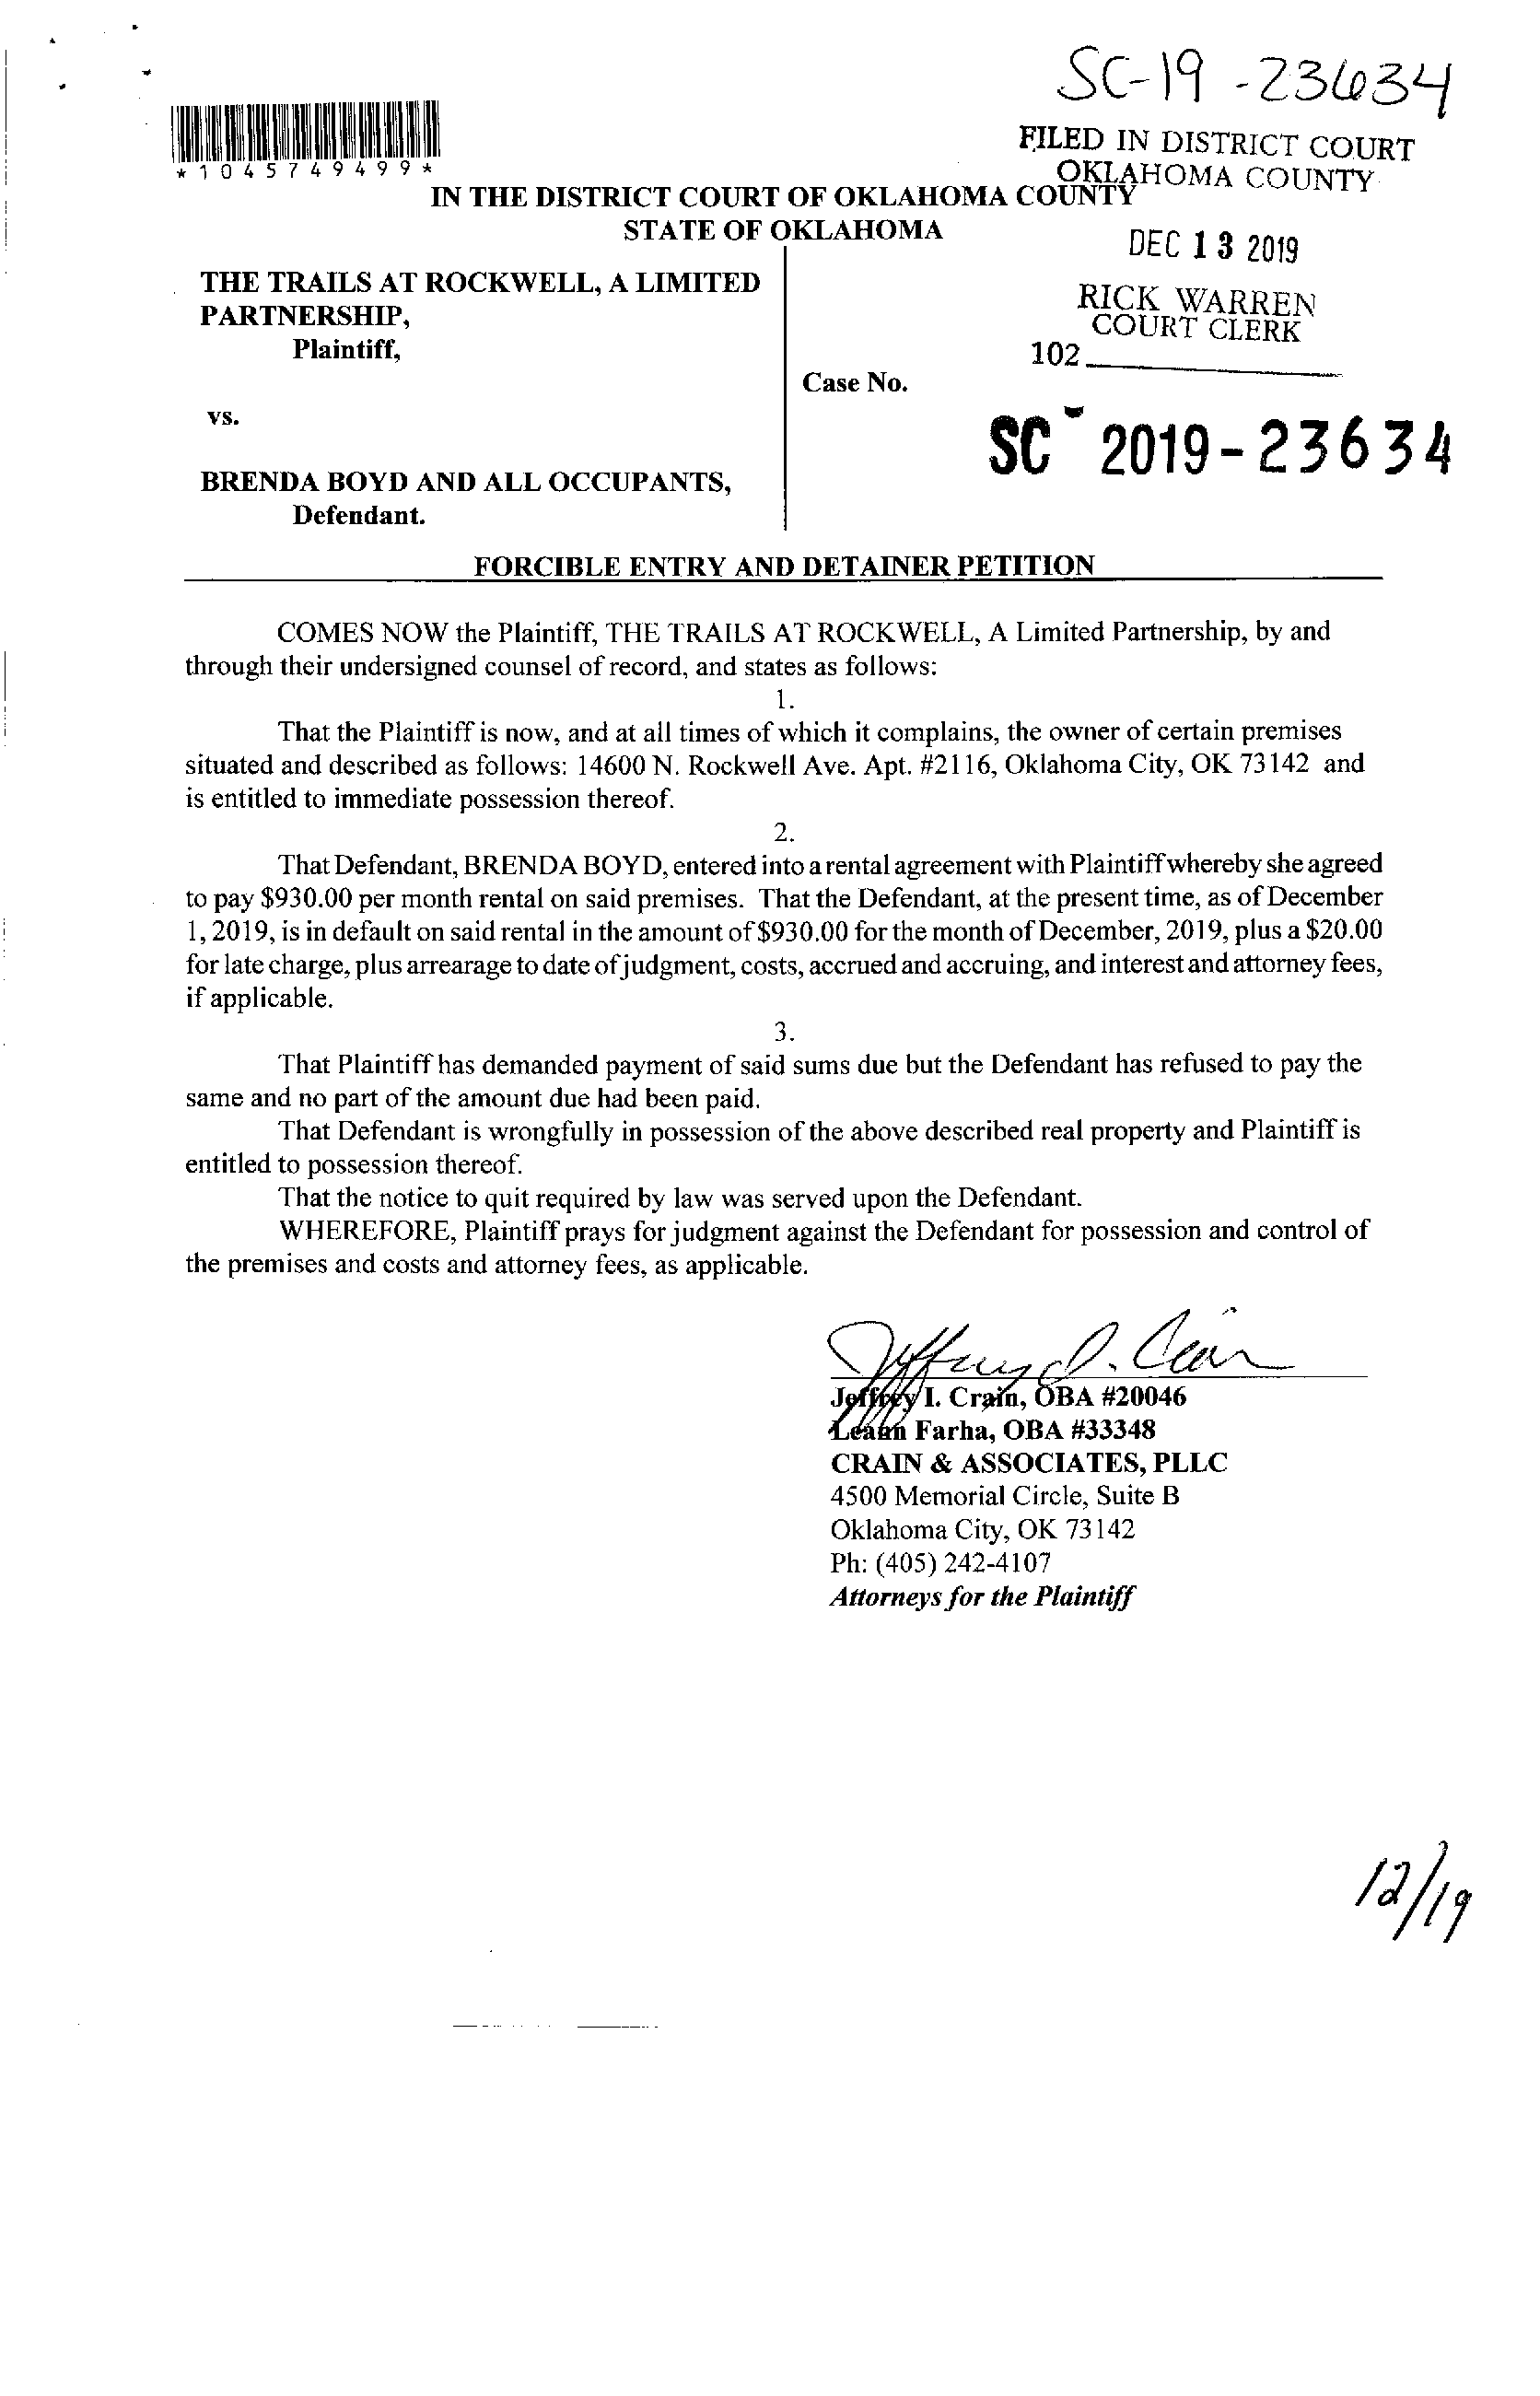 SC-19-23634
FILED IN DISTRICT COURT
OKLAHOMA COUNTY
*1045749499*
IN THE DISTRICT COURT OF OKLAHOMA COUNTY
STATE OF OKLAHOMA
DEC 13 2019
THE TRAILS AT ROCKWELL, A LIMITED
PARTNERSHIP,
Plaintiff,
RICK WARREN
COURT CLERK
102
Case No.
vs.
SC - 2019-23634
BRENDA BOYD AND ALL OCCUPANTS,
Defendant.
FORCIBLE ENTRY AND DETAINER PETITION
COMES NOW the Plaintiff, THE TRAILS AT ROCKWELL, A Limited Partnership, by and
through their undersigned counsel of record, and states as follows:
1.
That the Plaintiff is now, and at all times of which it complains, the owner of certain premises
situated and described as follows: 14600 N. Rockwell Ave. Apt. #2116, Oklahoma City, OK 73142 and
is entitled to immediate possession thereof.
2.
That Defendant, BRENDA BOYD, entered into a rental agreement with Plaintiff whereby she agreed
to pay $930.00 per month rental on said premises. That the Defendant, at the present time, as of December
1, 2019, is in default on said rental in the amount of $930.00 for the month of December, 2019, plus a $20.00
for late charge, plus arrearage to date of judgment, costs, accrued and accruing, and interest and attorney fees,
if applicable.
3.
That Plaintiff has demanded payment of said sums due but the Defendant has refused to pay the
same and no part of the amount due had been paid.
That Defendant is wrongfully in possession of the above described real property and Plaintiff is
entitled to possession thereof.
That the notice to quit required by law was served upon the Defendant.
WHEREFORE, Plaintiff prays for judgment against the Defendant for possession and control of
the premises and costs and attorney fees, as applicable.
Jeffrey I. Crain
Jeffrey I. Crain, OBA #20046
Leann Farha, OBA #33348
CRAIN & ASSOCIATES, PLLC
4500 Memorial Circle, Suite B
Oklahoma City, OK 73142
Ph: (405) 242-4107
Attorneys for the Plaintiff
12/19